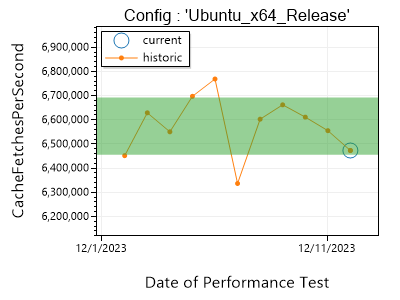 Config : 'Ubuntu_x64_Release'
current
historic
CacheFetchesPerSecond
6,900,000
6,800,000
6,700,000
6,600,000
6,500,000
6,400,000
6,300,000
6,200,000
12/1/2023
12/11/2023
Date of Performance Test